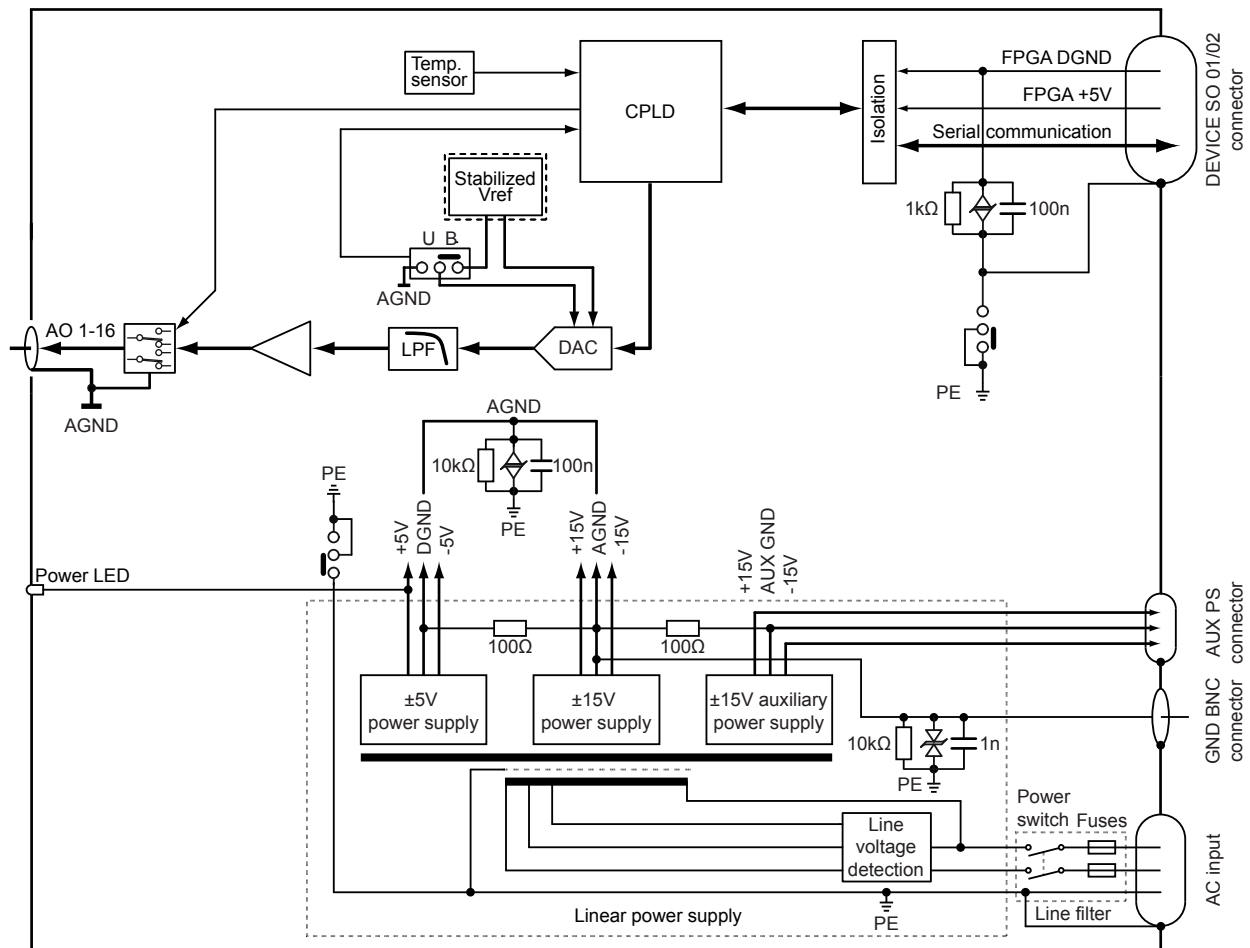 Temp.
sensor
CPLD
Isolation
FPGA DGND
FPGA +5V
Serial communication
DEVICE SO 01/02
connector
Stabilized
Vref
1kΩ
100n
U B
AGND
AO 1-16
LPF
DAC
PE
AGND
AGND
10kΩ
100n
PE
PE
+5V
DGND
-5V
+15V
AGND
-15V
+15V
AUX GND
-15V
Power LED
100Ω
100Ω
AUX PS
connector
±5V
power supply
±15V
power supply
±15V auxiliary
power supply
GND BNC
connector
10kΩ
1n
PE
Power
switch
Fuses
Line
voltage
detection
AC input
PE
Linear power supply
Line filter